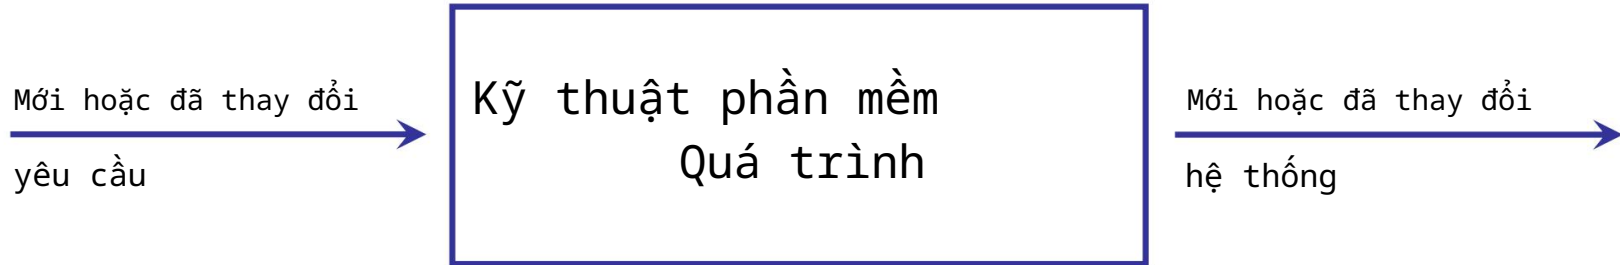 Mới hoặc đã thay đổi
yêu cầu
Kỹ thuật phần mềm
Quá trình
Mới hoặc đã thay đổi
hệ thống